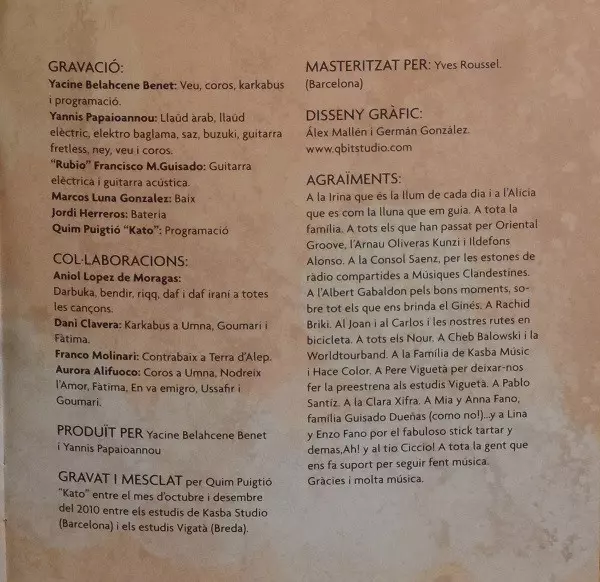 GRAVACIÓ:
Yacine Belahcene Benet: Veu, coros, karkabus
i programació.
Yannis Papaioannou: Llaúd àrab, llaúd
elèctric, elektro baglama, saz, buzuki, guitarra
fretless, ney, veu i coros.
"Rubio" Francisco M.Guisado: Guitarra
elèctrica i guitarra acústica.
Marcos Luna Gonzalez: Baix
Jordi Herreros: Bateria
Quim Puigtió "Kato": Programació
COL·LABORACIONS:
Aniol Lopez de Moragas:
Darbuka, bendir, riqq, daf i daf iraní a totes
les cançons.
Dani Clavera: Karkabus a Umna, Goumari i
Fàtima.
Franco Molinari: Contrabaix a Terra d'Alep.
Aurora Alifuoco: Coros a Umna, Nodreix
l'Amor, Fàtima, En va emigro, Ussafir i
Goumari.
PRODUÏT PER Yacine Belahcene Benet
i Yannis Papaioannou
GRAVAT I MESCLAT per Quim Puigtió
"Kato" entre el mes d'octubre i desembre
del 2010 entre els estudis de Kasba Studio
(Barcelona) i els estudis Vigatà (Breda).
MASTERITZAT PER: Yves Roussel.
(Barcelona)
DISSENY GRÀFIC:
Álex Mallén i Germán González.
www.qbitstudio.com
AGRAÏMENTS:
A la Irina que és la llum de cada dia i a l'Alícia
que es com la lluna que em guía. A tota la
família. A tots els que han passat per Oriental
Groove, l'Arnau Oliveras Kunzi i Ildefons
Alonso. A la Consol Saenz, per les estones de
ràdio compartides a Músiques Clandestines.
A l'Albert Gabaldon pels bons moments, so-
bre tot els que ens brinda el Ginés. A Rachid
Briki. Al Joan i al Carlos i les nostres rutes en
bicicleta. A tots els Nour. A Cheb Balowski i la
Worldtourband. A la Família de Kasba Músic
i Hace Color. A Pere Viguetà per deixar-nos
fer la preestrena als estudis Viguetà. A Pablo
Santíz. A la Clara Xifra. A Mia y Anna Fano,
família Guisado Dueñas (como no!)...y a Lina
y Enzo Fano por el fabuloso stick tartar y
demas,Ah! y al tio Ciccio! A tota la gent que
ens fa suport per seguir fent música.
Gràcies i molta música.